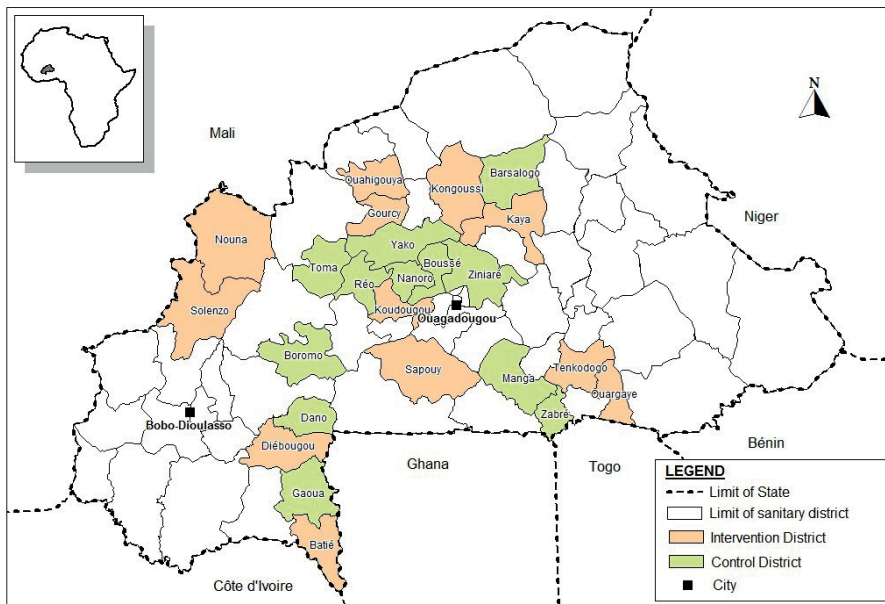 N
Mali
Barsalogo
Ouahigouya
Kongoussi
Kaya
Gourcy
Niger
Nouna
Yako
Boussé
Toma
Ziniaré
Nanoro
Réo
Solenzo
Koudougou
Ouagadougou
Boromo
Sapouy
Tenkodogo
Manga
Ouargaye
Bobo-Dioulasso
Dano
Zabré
Diébougou
Bénin
Ghana
Togo
Gaoua
Batié
Côte d'Ivoire
LEGEND
Limit of State
Limit of sanitary district
Intervention District
Control District
City